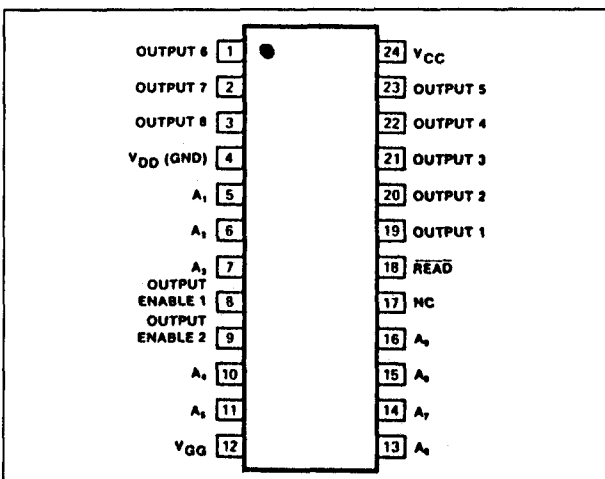 OUTPUT 6 1
OUTPUT 7 2
OUTPUT 8 3
VDD (GND) 4
A₁ 5
A₂ 6
A₃ 7
OUTPUT
ENABLE 1 8
OUTPUT
ENABLE 2 9
A₄ 10
A₅ 11
VGG 12
24 VCC
23 OUTPUT 5
22 OUTPUT 4
21 OUTPUT 3
20 OUTPUT 2
19 OUTPUT 1
18 READ
17 NC
16 A₉
15 A₈
14 A₇
13 A₆